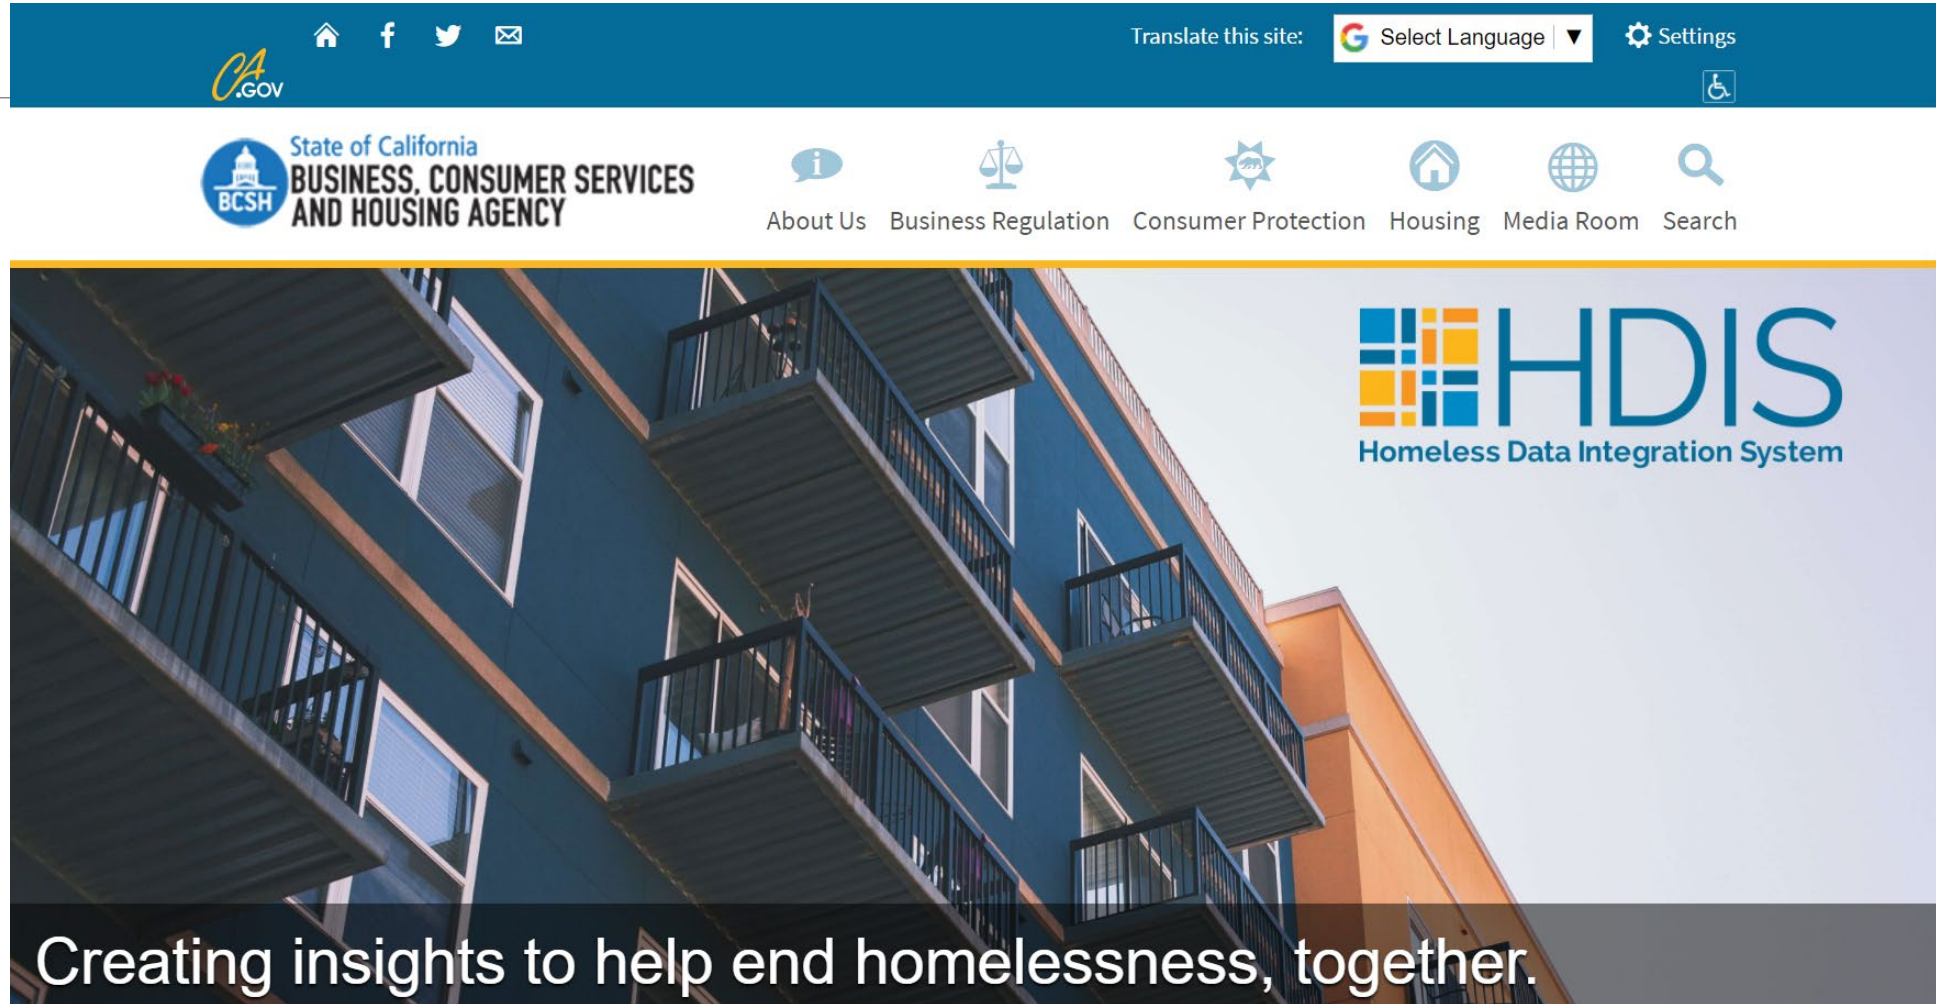 CA
.GOV
Translate this site:
Select Language ▼
Settings
BCSH
State of California
BUSINESS, CONSUMER SERVICES
AND HOUSING AGENCY
About Us
Business Regulation
Consumer Protection
Housing
Media Room
Search
HDIS
Homeless Data Integration System
Creating insights to help end homelessness, together.